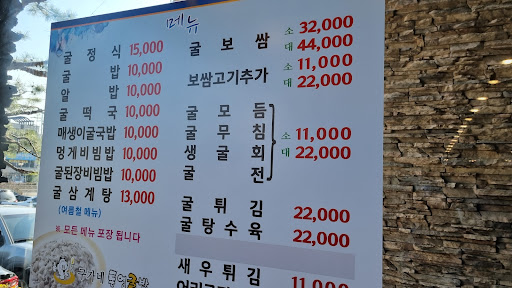 메뉴
굴정식 15,000
굴밥 10,000
알밥 10,000
굴떡국 10,000
매생이굴국밥 10,000
멍게비빔밥 10,000
굴된장비빔밥 10,000
굴삼계탕 13,000
(여름철 메뉴)
※ 모든 메뉴 포장 됩니다
굴보쌈 소 32,000
대 44,000
보쌈고기추가 소 11,000
대 22,000
굴모듬
굴무침 소 11,000
생굴회 대 22,000
굴전
굴튀김 22,000
굴탕수육 22,000
새우튀김 11,000